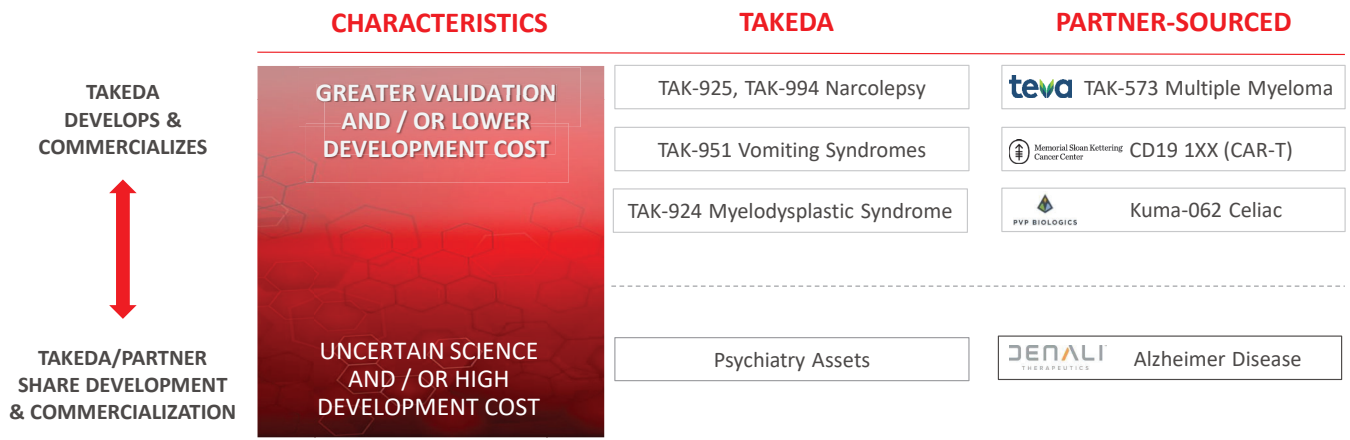 CHARACTERISTICS
TAKEDA
PARTNER-SOURCED
TAKEDA
DEVELOPS &
COMMERCIALIZES
GREATER VALIDATION
AND / OR LOWER
DEVELOPMENT COST
TAK-925, TAK-994 Narcolepsy
teva TAK-573 Multiple Myeloma
TAK-951 Vomiting Syndromes
Memorial Sloan Kettering
Cancer Center
CD19 1XX (CAR-T)
TAK-924 Myelodysplastic Syndrome
PVP BIOLOGICS
Kuma-062 Celiac
TAKEDA/PARTNER
SHARE DEVELOPMENT
& COMMERCIALIZATION
UNCERTAIN SCIENCE
AND / OR HIGH
DEVELOPMENT COST
Psychiatry Assets
DENALI
THERAPEUTICS
Alzheimer Disease